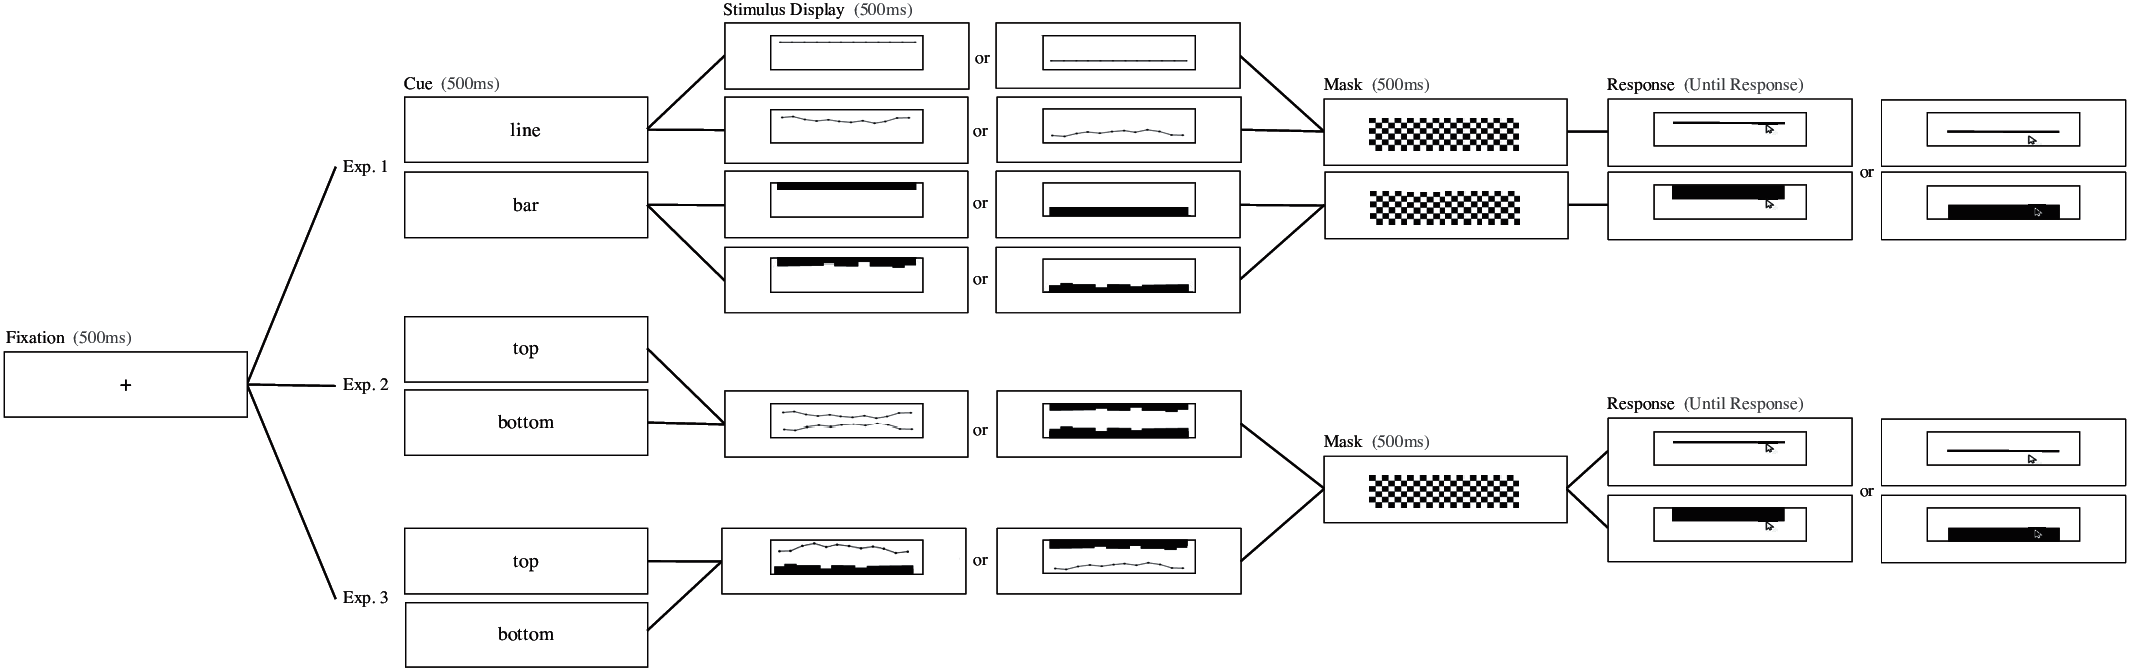 Stimulus Display (500ms)
or
Cue (500ms)
Mask (500ms)
Response (Until Response)
line
or
Exp. 1
or
bar
or
or
Fixation (500ms)
top
+
Exp. 2
Response (Until Response)
bottom
or
Mask (500ms)
or
top
or
Exp. 3
bottom